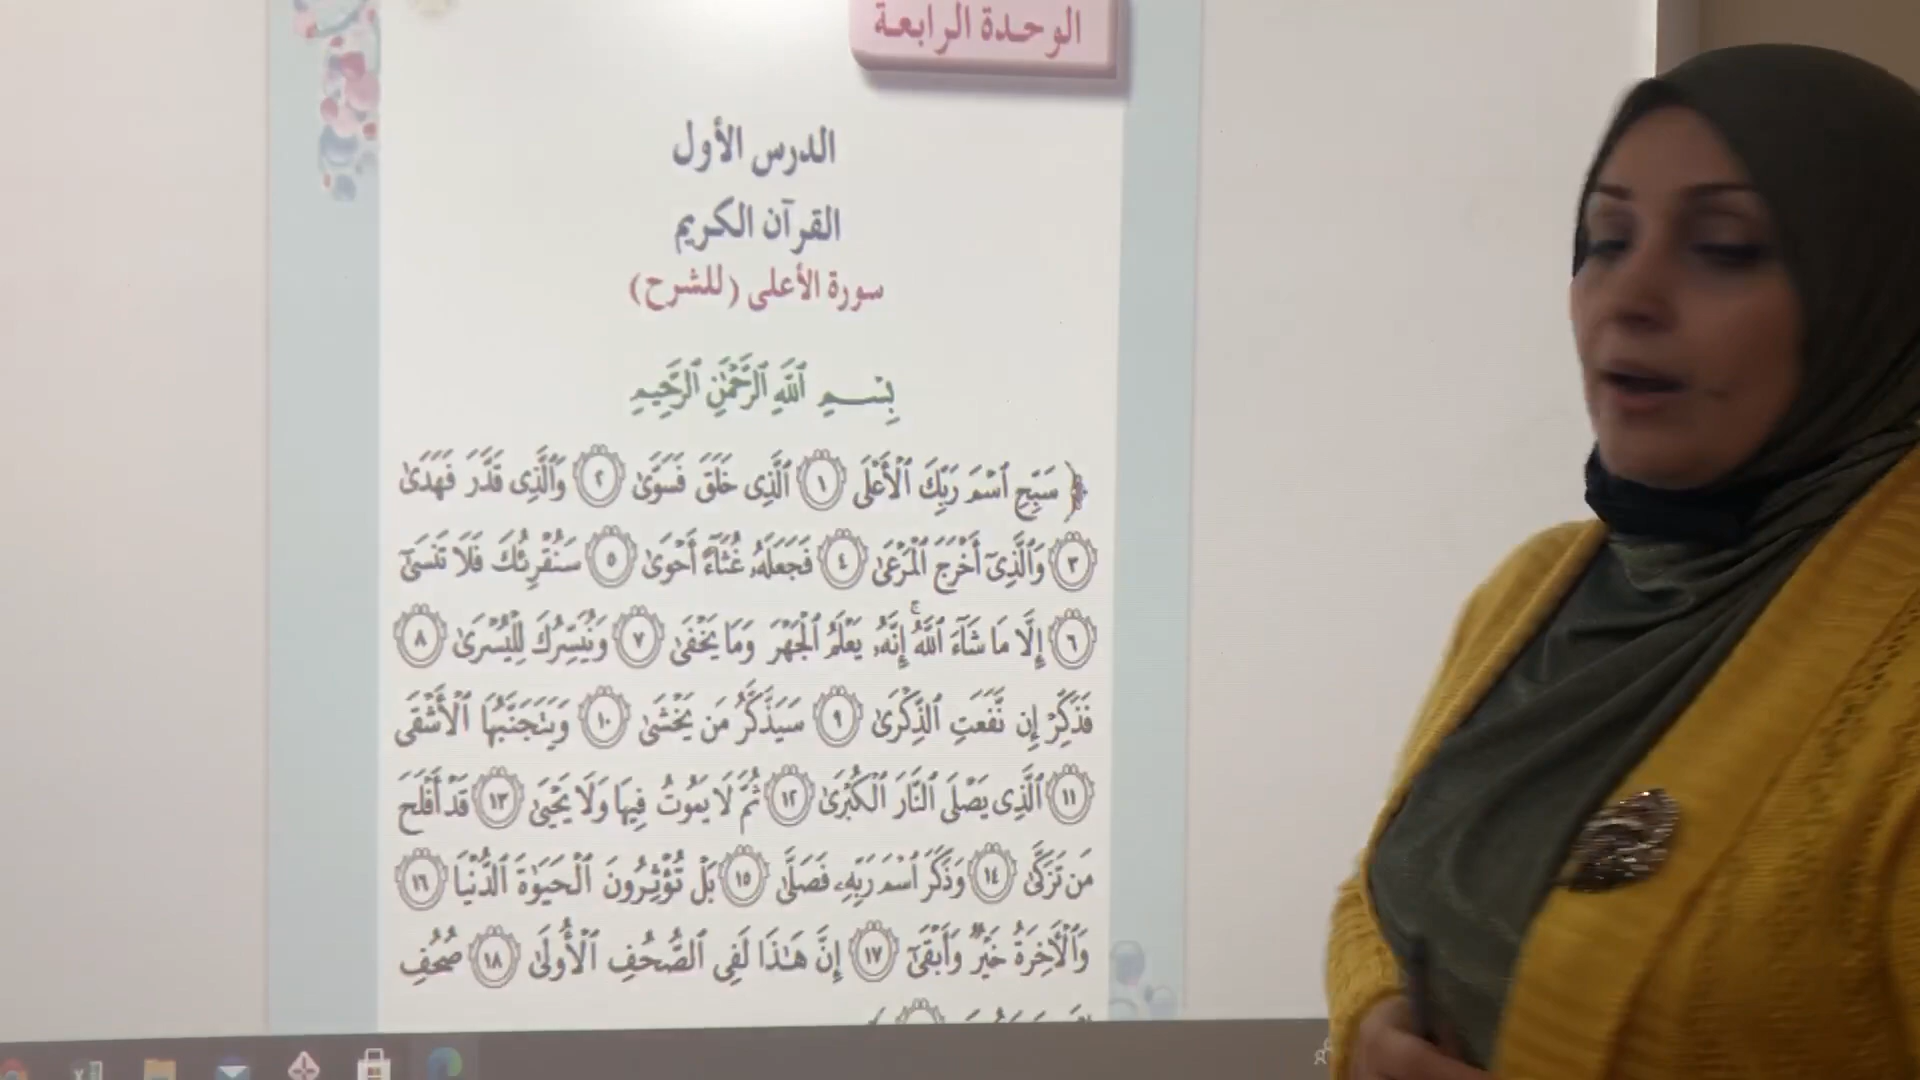 الوحدة الرابعة
الدرس الأول
القرآن الكريم
سورة الأعلى (للشرح)
بِسْمِ ٱللَّهِ ٱلرَّحْمَٰنِ ٱلرَّحِيمِ
﴿ سَبِّحِ ٱسْمَ رَبِّكَ ٱلْأَعْلَى ١ ٱلَّذِى خَلَقَ فَسَوَّىٰ ٢ وَٱلَّذِى قَدَّرَ فَهَدَىٰ
٣ وَٱلَّذِىٓ أَخْرَجَ ٱلْمَرْعَىٰ ٤ فَجَعَلَهُۥ غُثَآءً أَحْوَىٰ ٥ سَنُقْرِئُكَ فَلَا تَنسَىٰٓ
٦ إِلَّا مَا شَآءَ ٱللَّهُ ۚ إِنَّهُۥ يَعْلَمُ ٱلْجَهْرَ وَمَا يَخْفَىٰ ٧ وَنُيَسِّرُكَ لِلْيُسْرَىٰ ٨
فَذَكِّرْ إِن نَّفَعَتِ ٱلذِّكْرَىٰ ٩ سَيَذَّكَّرُ مَن يَخْشَىٰ ١٠ وَيَتَجَنَّبُهَا ٱلْأَشْقَى
١١ ٱلَّذِى يَصْلَى ٱلنَّارَ ٱلْكُبْرَىٰ ١٢ ثُمَّ لَا يَمُوتُ فِيهَا وَلَا يَحْيَىٰ ١٣ قَدْ أَفْلَحَ
مَن تَزَكَّىٰ ١٤ وَذَكَرَ ٱسْمَ رَبِّهِۦ فَصَلَّىٰ ١٥ بَلْ تُؤْثِرُونَ ٱلْحَيَوٰةَ ٱلدُّنْيَا ١٦
وَٱلْـَٔاخِرَةُ خَيْرٌ وَأَبْقَىٰٓ ١٧ إِنَّ هَـٰذَا لَفِى ٱلصُّحُفِ ٱلْأُولَىٰ ١٨ صُحُفِ